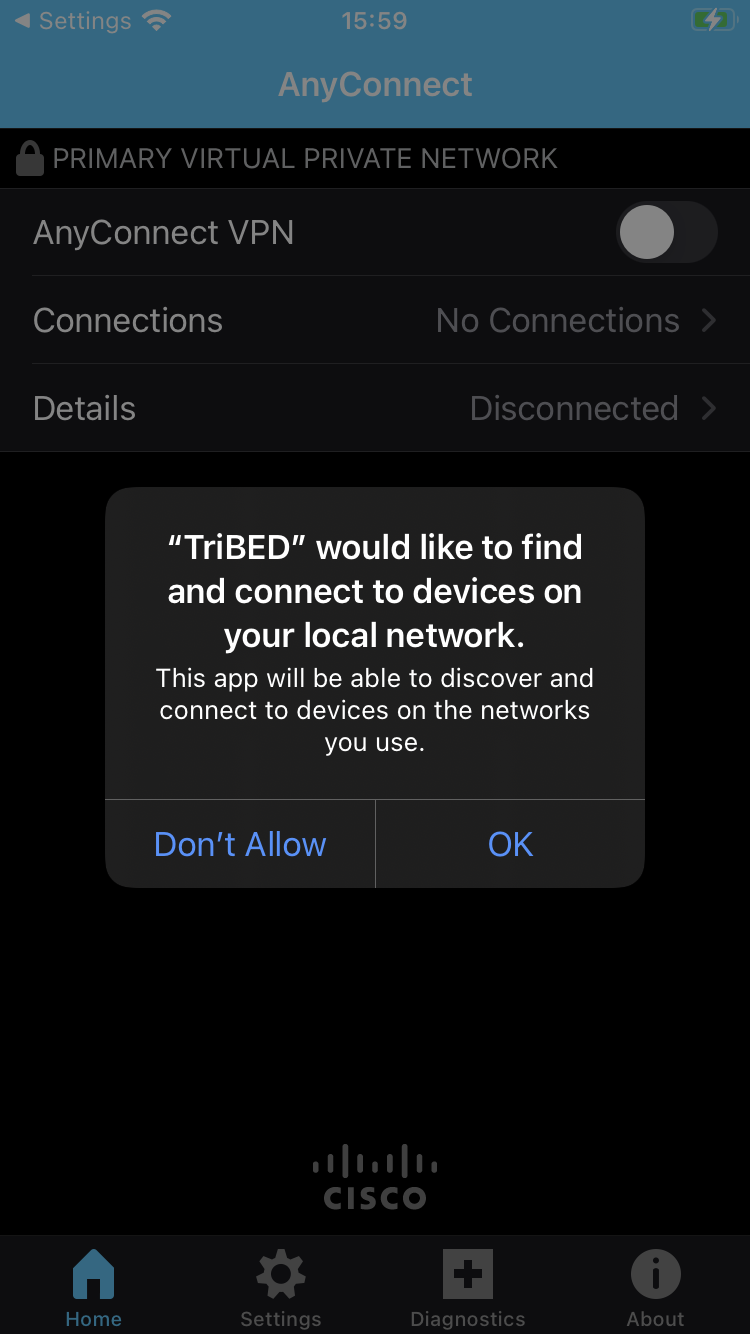 ◀ Settings 15:59
AnyConnect
PRIMARY VIRTUAL PRIVATE NETWORK
AnyConnect VPN
Connections No Connections
Details Disconnected
“TriBED” would like to find
and connect to devices on
your local network.
This app will be able to discover and
connect to devices on the networks
you use.
Don’t Allow OK
CISCO
Home Settings Diagnostics About